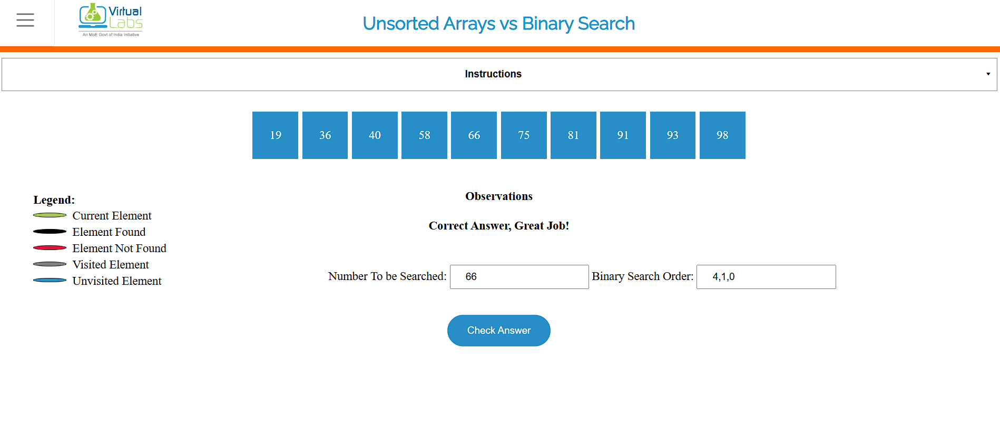 Virtual
Labs
An MoE Govt of India Initiative
Unsorted Arrays vs Binary Search
Instructions
19 36 40 58 66 75 81 91 93 98
Observations
Correct Answer, Great Job!
Legend:
Current Element
Element Found
Element Not Found
Visited Element
Unvisited Element
Number To be Searched: 66 Binary Search Order: 4,1,0
Check Answer